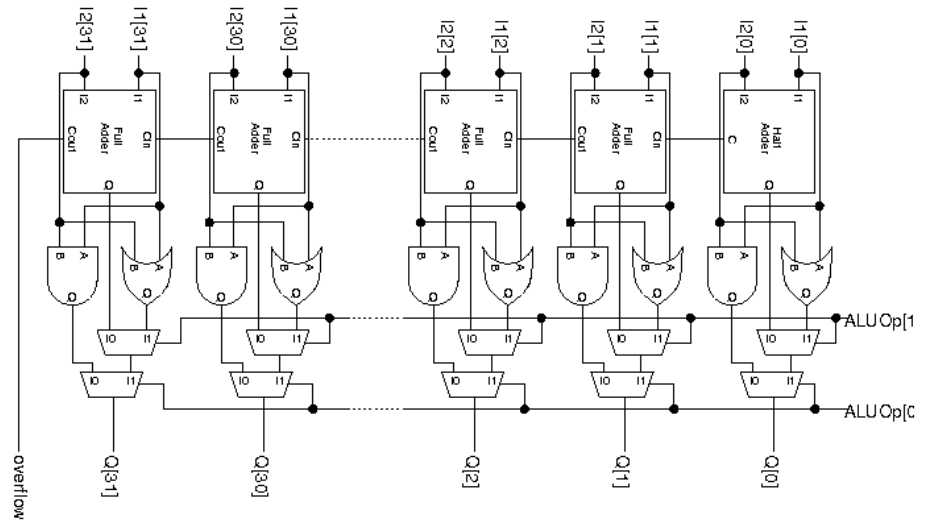 I2[31] I1[31] I2[30] I1[30] I2[2] I1[2] I2[1] I1[1] I2[0] I1[0]
I2 I1 I2 I1 I2 I1 I2 I1 I2 I1
Cout Full Adder Cin Cout Full Adder Cin Cout Full Adder Cin Cout Full Adder Cin C Half Adder
Q Q Q Q Q
B A B A B A B A B A B A B A B A B A B A
Q Q Q Q Q Q Q Q Q Q
I0 I1 I0 I1 I0 I1 I0 I1 I0 I1 ALUOp[1
I0 I1 I0 I1 I0 I1 I0 I1 I0 I1
ALUOp[0
overflow Q[31] Q[30] Q[2] Q[1] Q[0]